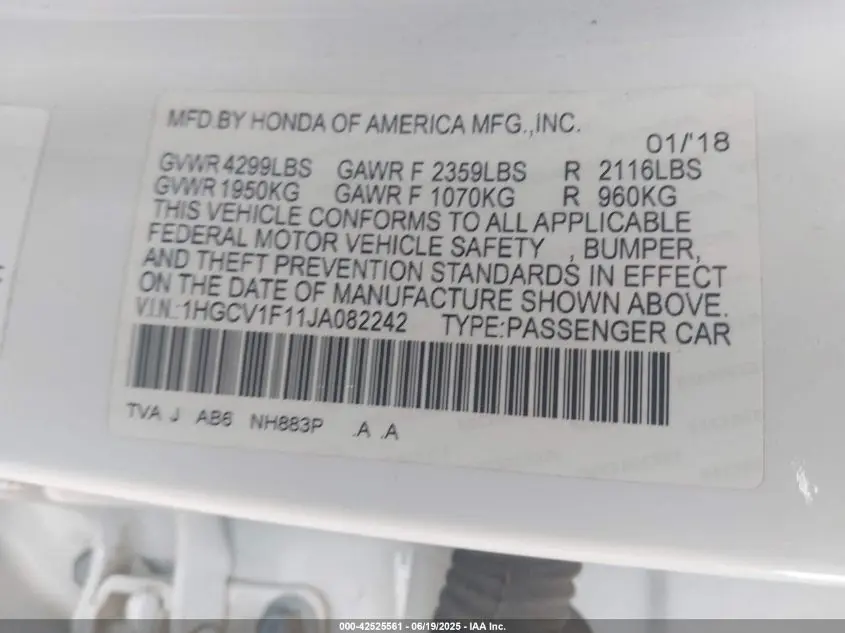 MFD.BY HONDA OF AMERICA MFG.,INC.
01/'18
GVWR 4299LBS GAWR F 2359LBS R 2116LBS
GVWR 1950KG GAWR F 1070KG R 960KG
THIS VEHICLE CONFORMS TO ALL APPLICABLE
FEDERAL MOTOR VEHICLE SAFETY , BUMPER,
AND THEFT PREVENTION STANDARDS IN EFFECT
ON THE DATE OF MANUFACTURE SHOWN ABOVE.
V.I.N.:1HGCV1F11JA082242 TYPE:PASSENGER CAR
TVA J AB6 NH883P .A .A
000-42525561 - 06/19/2025 - IAA Inc.